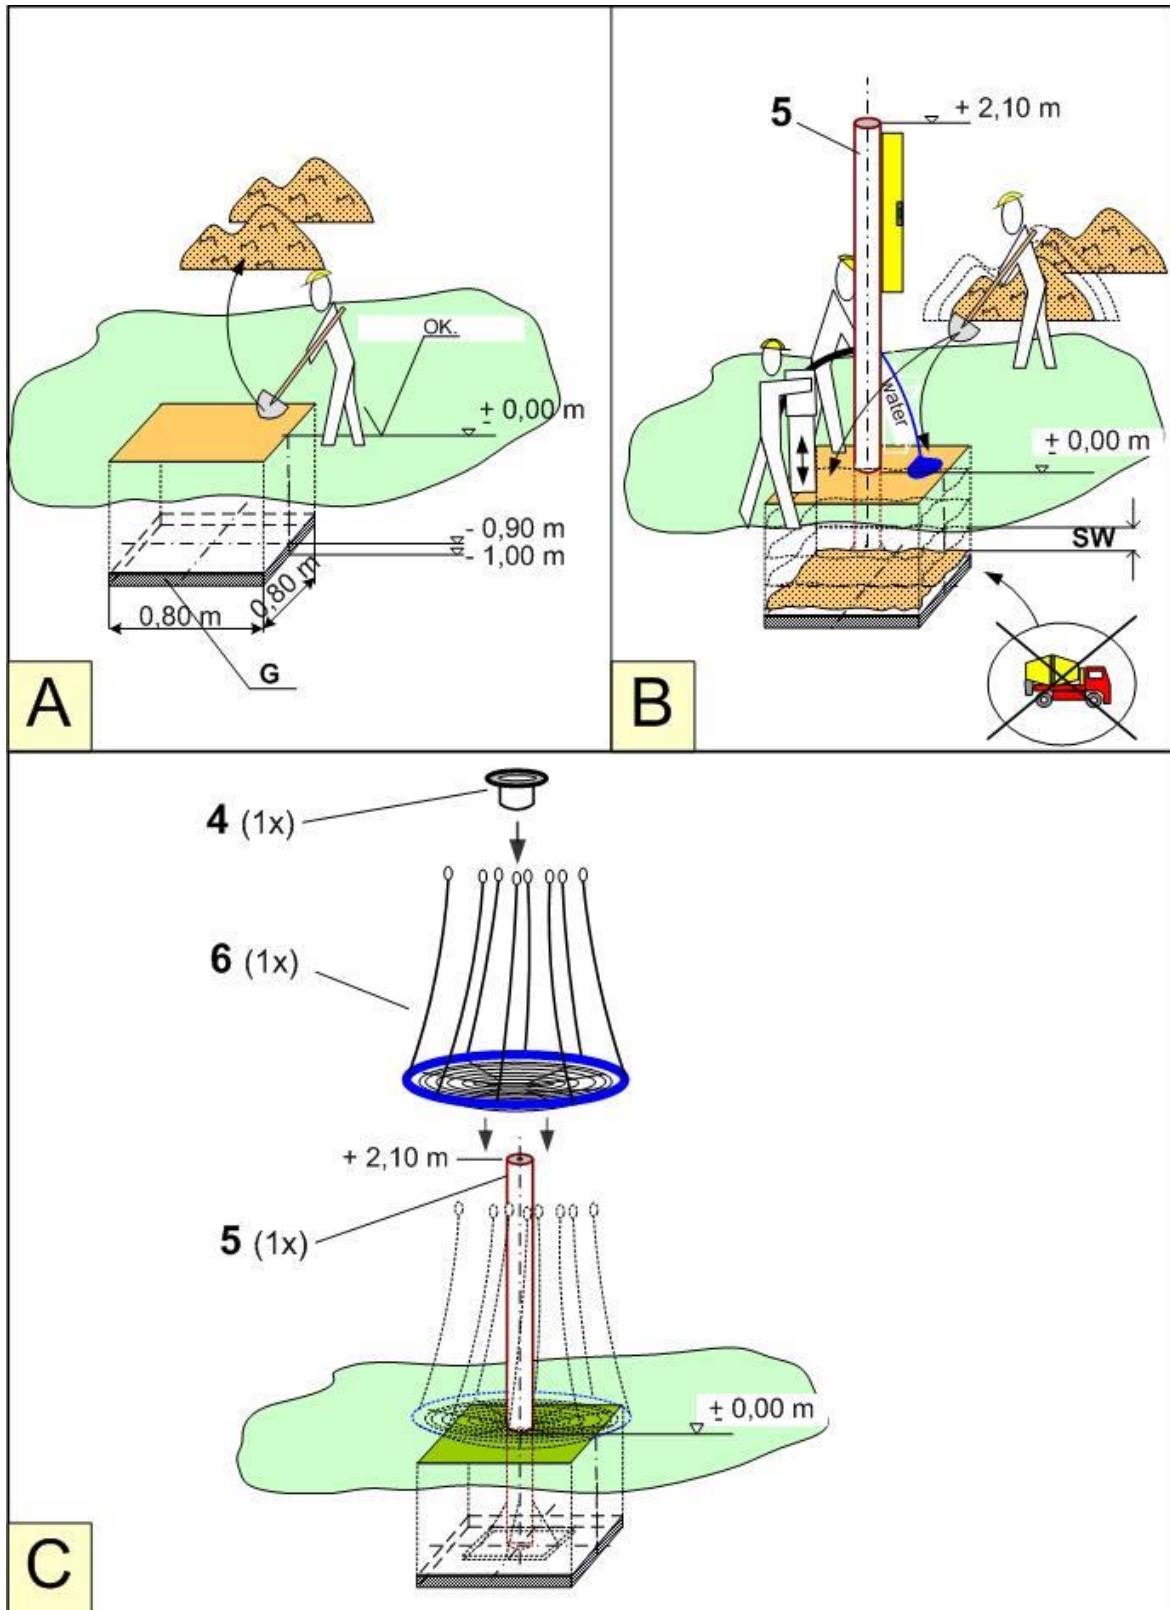 OK.
± 0,00 m
- 0,90 m
- 1,00 m
0,80 m
0,80 m
G
A
5
+ 2,10 m
water
± 0,00 m
SW
B
4 (1x)
6 (1x)
+ 2,10 m
5 (1x)
± 0,00 m
C